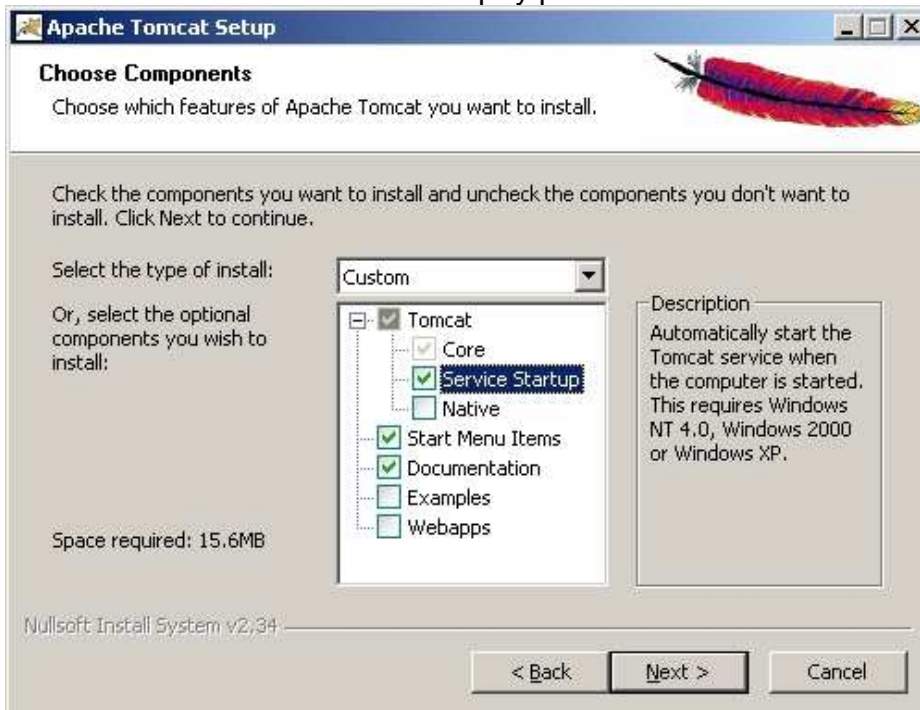 Apache Tomcat Setup
Choose Components
Choose which features of Apache Tomcat you want to install.
Check the components you want to install and uncheck the components you don't want to
install. Click Next to continue.
Select the type of install:
Custom
Or, select the optional
components you wish to
install:
Tomcat
Core
Service Startup
Native
Start Menu Items
Documentation
Examples
Webapps
Description
Automatically start the
Tomcat service when
the computer is started.
This requires Windows
NT 4.0, Windows 2000
or Windows XP.
Space required: 15.6MB
Nullsoft Install System v2.34
< Back
Next >
Cancel